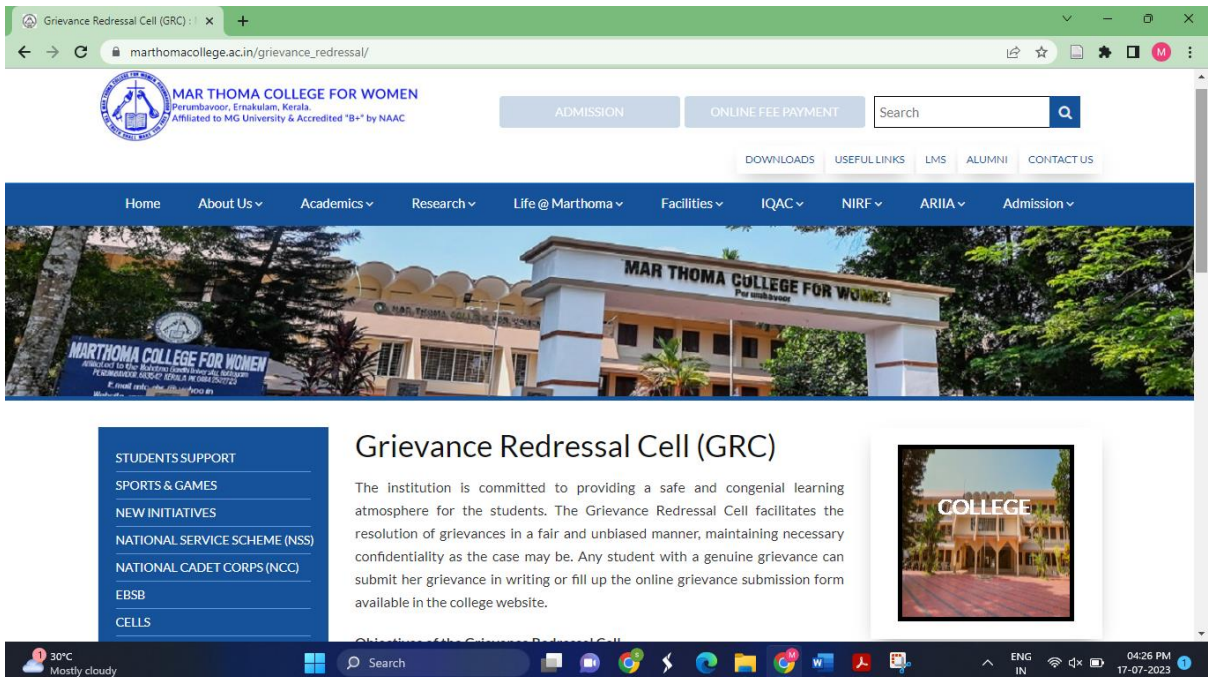 Grievance Redressal Cell (GRC) :
marthomacollege.ac.in/grievance_redressal/
M
MAR THOMA COLLEGE FOR WOMEN
Perumbavoor, Ernakulam, Kerala.
Affiliated to MG University & Accredited "B+" by NAAC
ADMISSION
ONLINE FEE PAYMENT
Search
DOWNLOADS USEFUL LINKS LMS ALUMNI CONTACT US
Home About Us Academics Research Life @ Marthoma Facilities IQAC NIRF ARIIA Admission
MAR THOMA COLLEGE FOR WOMEN
Perumbavoor
MARTHOMA COLLEGE FOR WOMEN
STUDENTS SUPPORT
SPORTS & GAMES
NEW INITIATIVES
NATIONAL SERVICE SCHEME (NSS)
NATIONAL CADET CORPS (NCC)
EBSB
CELLS
Grievance Redressal Cell (GRC)
The institution is committed to providing a safe and congenial learning
atmosphere for the students. The Grievance Redressal Cell facilitates the
resolution of grievances in a fair and unbiased manner, maintaining necessary
confidentiality as the case may be. Any student with a genuine grievance can
submit her grievance in writing or fill up the online grievance submission form
available in the college website.
COLLEGE
1
30°C
Mostly cloudy
Search
ENG
IN
04:26 PM
17-07-2023
1